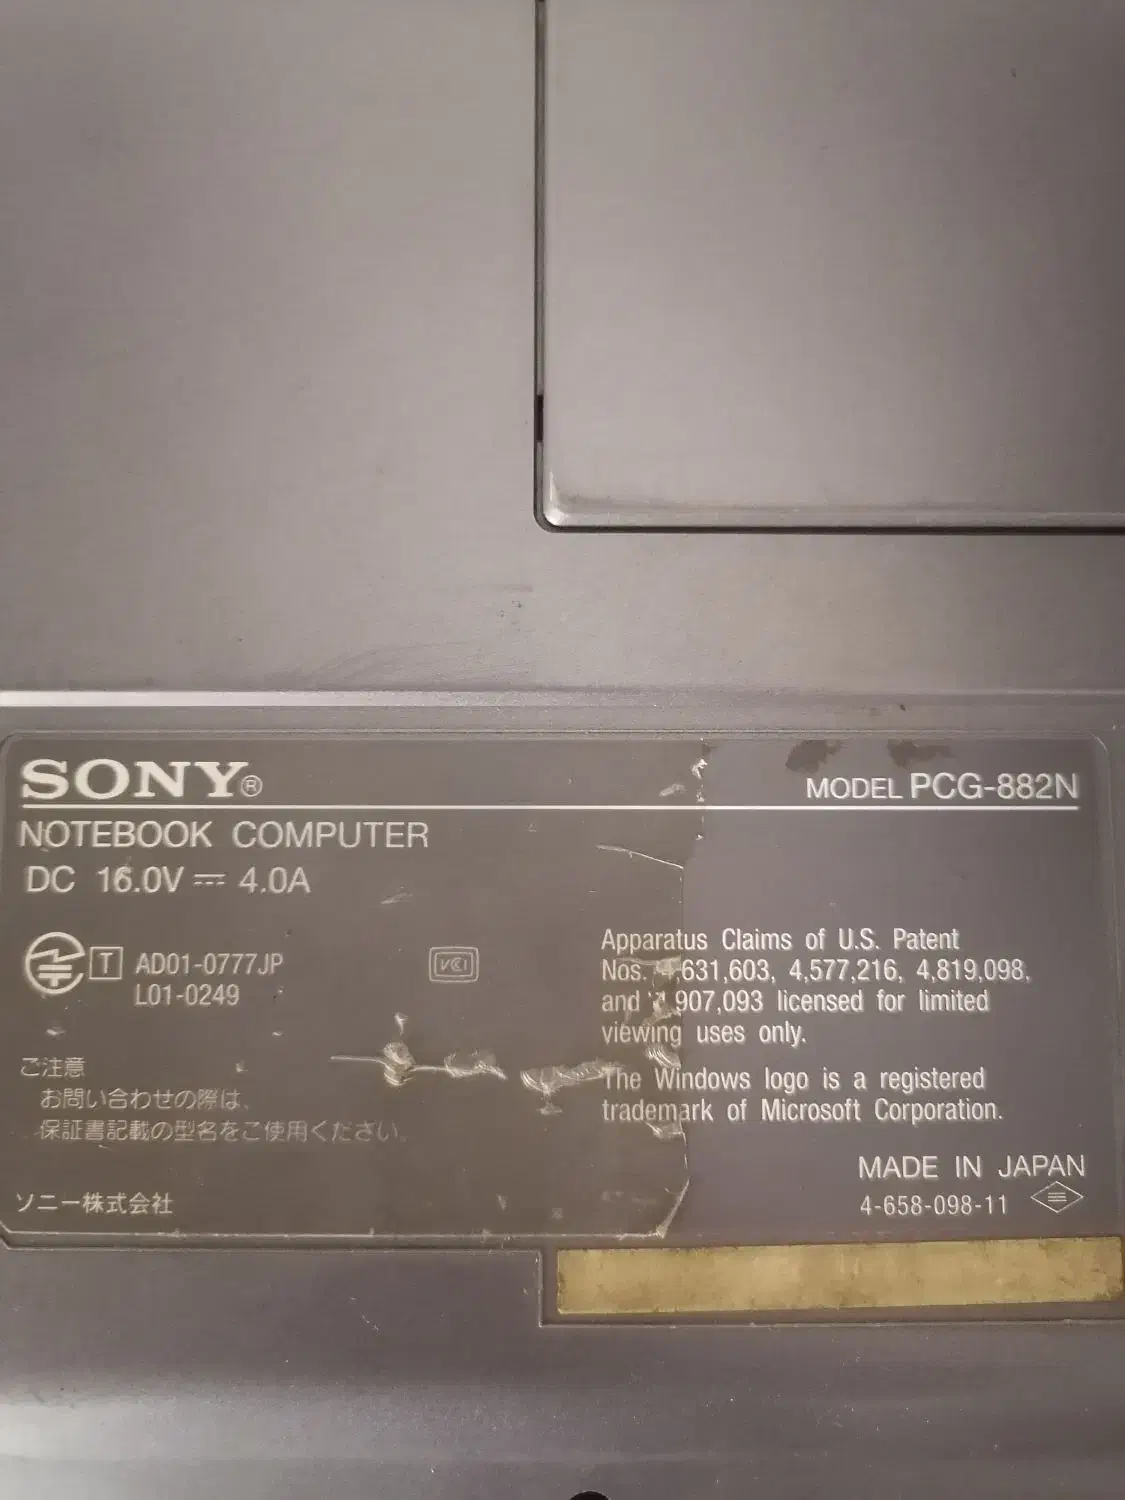 SONY®
MODEL PCG-882N
NOTEBOOK COMPUTER
DC 16.0V ⎓ 4.0A
T AD01-0777JP
L01-0249
VCI
Apparatus Claims of U.S. Patent
Nos. 4,631,603, 4,577,216, 4,819,098,
and 4,907,093 licensed for limited
viewing uses only.
The Windows logo is a registered
trademark of Microsoft Corporation.
ご注意
お問い合わせの際は、
保証書記載の型名をご使用ください。
MADE IN JAPAN
ソニー株式会社
4-658-098-11